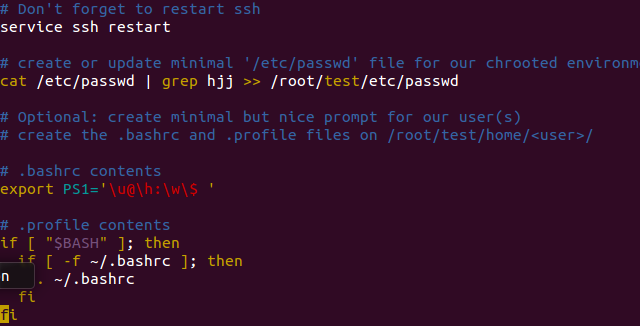 # Don't forget to restart ssh
service ssh restart
# create or update minimal '/etc/passwd' file for our chrooted environm
cat /etc/passwd | grep hjj >> /root/test/etc/passwd
# Optional: create minimal but nice prompt for our user(s)
# create the .bashrc and .profile files on /root/test/home/<user>/
# .bashrc contents
export PS1='\u@\h:\w\$ '
# .profile contents
if [ "$BASH" ]; then
if [ -f ~/.bashrc ]; then
n . ~/.bashrc
fi
fi